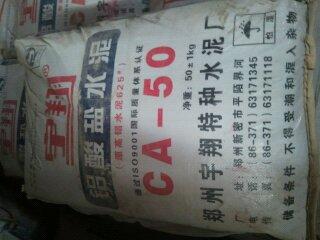 宇翔
铝酸盐水泥
(原高铝水泥625#)
通过ISO9001国际质量体系认证
CA-50
净重:50±1kg
郑州宇翔特种水泥厂
厂址:郑州新密市平陌界河
电话:(86-371)63171345
传真:(86-371)63171118
储备条件 不得受潮和混入杂物